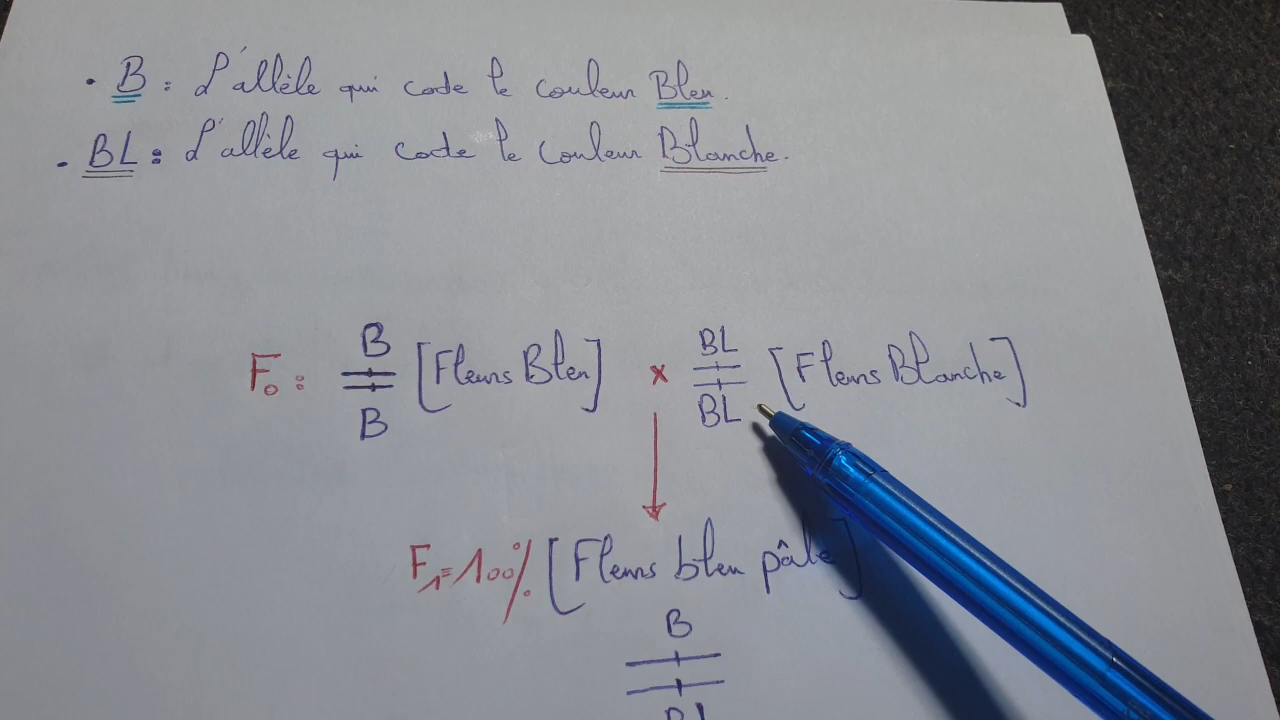 • B : L'allèle qui code le couleur Bleu.
• BL : L'allèle qui code le couleur Blanche.
B BL
F0 : [Fleurs Bleu] x [Fleurs Blanche]
B BL
F1=100% [Fleurs bleu pâle]
B
BL